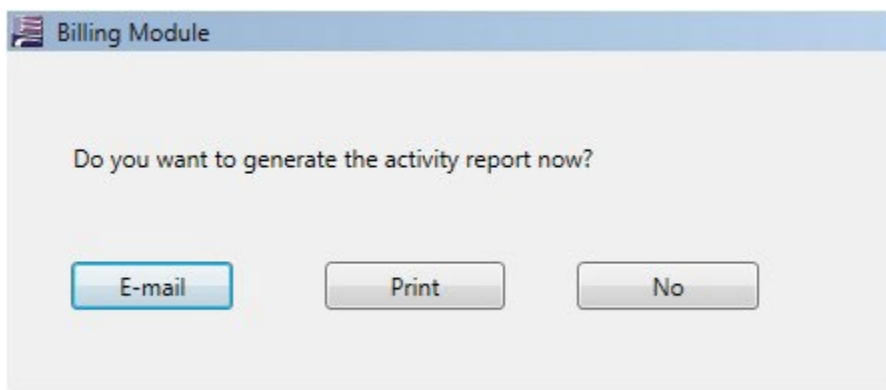 Billing Module
Do you want to generate the activity report now?
E-mail Print No